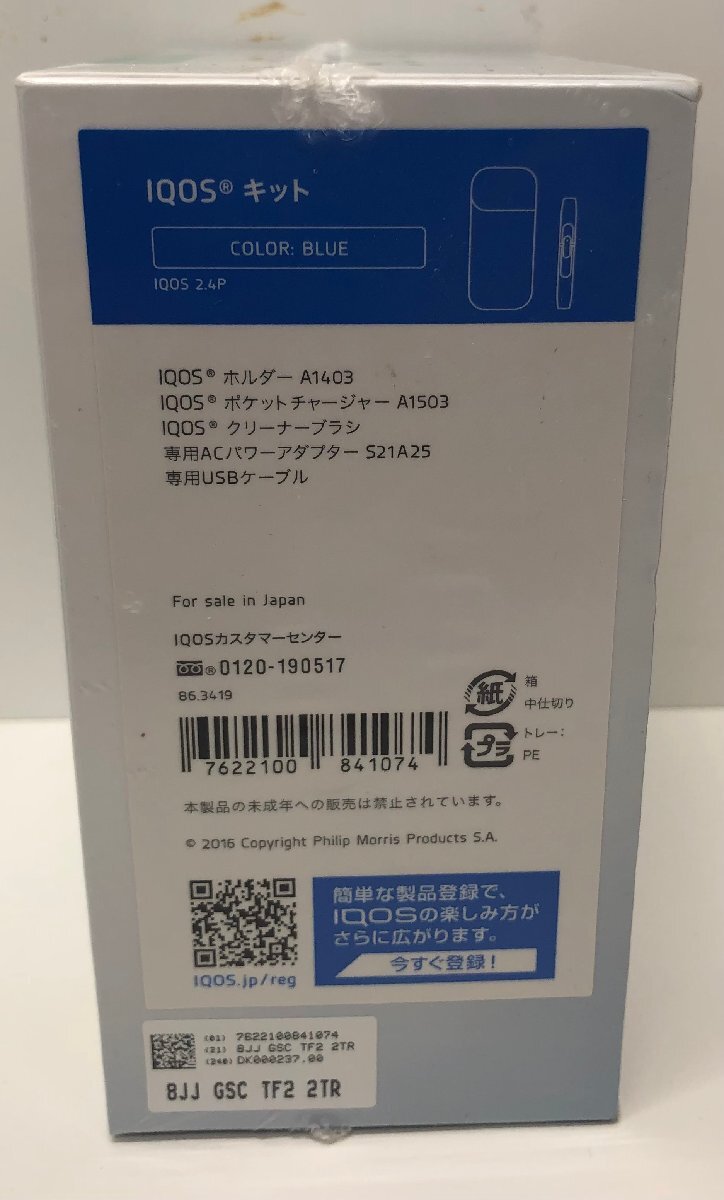 IQOS® キット
COLOR: BLUE
IQOS 2.4P
IQOS® ホルダー A1403
IQOS® ポケットチャージャー A1503
IQOS® クリーナーブラシ
専用ACパワーアダプター S21A25
専用USBケーブル
For sale in Japan
IQOSカスタマーセンター
® 0120-190517
86.3419
紙 箱
中仕切り
プラ トレー:
PE
7622100 841074
本製品の未成年への販売は禁止されています。
© 2016 Copyright Philip Morris Products S.A.
簡単な製品登録で、
IQOSの楽しみ方が
さらに広がります。
今すぐ登録!
IQOS.jp/reg
(01) 7622100841074
(21) 8JJ GSC TF2 2TR
(240) DK000237.00
8JJ GSC TF2 2TR